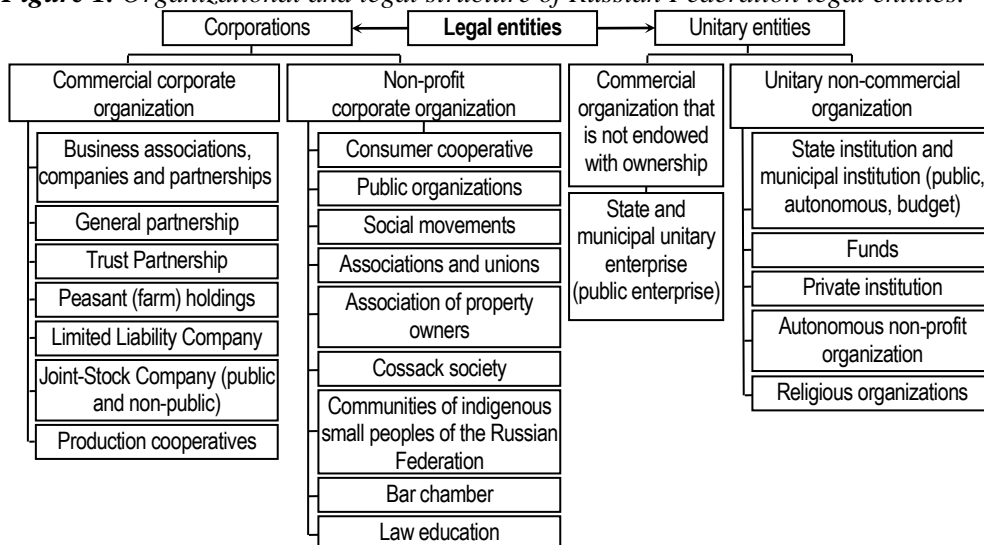 Figure 1. Organizational and legal structure of Russian Federation legal entities.
Corporations
Legal entities
Unitary entities
Commercial corporate
organization
Business associations,
companies and partnerships
General partnership
Trust Partnership
Peasant (farm) holdings
Limited Liability Company
Joint-Stock Company (public
and non-public)
Production cooperatives
Non-profit
corporate organization
Consumer cooperative
Public organizations
Social movements
Associations and unions
Association of property
owners
Cossack society
Communities of indigenous
small peoples of the Russian
Federation
Bar chamber
Law education
Commercial
organization that
is not endowed
with ownership
State and
municipal unitary
enterprise
(public enterprise)
Unitary non-commercial
organization
State institution and
municipal institution (public,
autonomous, budget)
Funds
Private institution
Autonomous non-profit
organization
Religious organizations